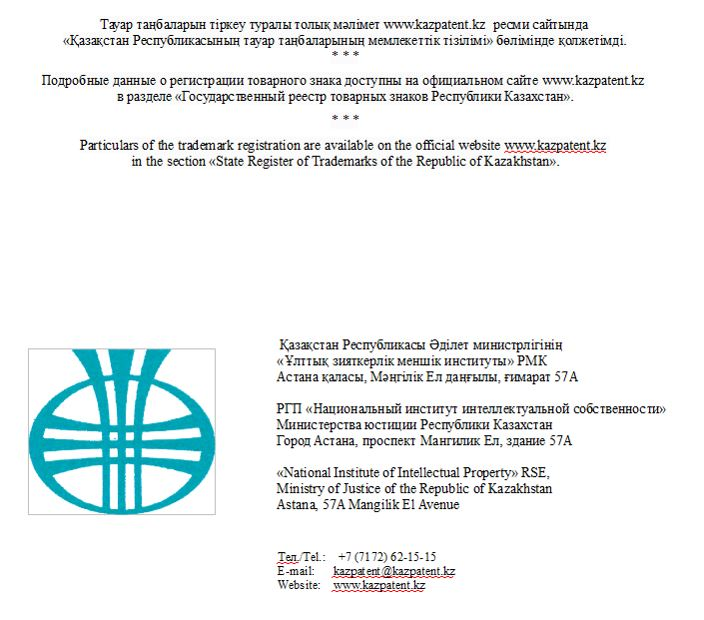 Тауар таңбаларын тіркеу туралы толық мәлімет www.kazpatent.kz ресми сайтында
«Қазақстан Республикасының тауар таңбаларының мемлекеттік тізілімі» бөлімінде қолжетімді.
* * *
Подробные данные о регистрации товарного знака доступны на официальном сайте www.kazpatent.kz
в разделе «Государственный реестр товарных знаков Республики Казахстан».
* * *
Particulars of the trademark registration are available on the official website www.kazpatent.kz
in the section «State Register of Trademarks of the Republic of Kazakhstan».
Қазақстан Республикасы Әділет министрлігінің
«Ұлттық зияткерлік меншік институты» РМК
Астана қаласы, Мәңгілік Ел даңғылы, ғимарат 57А
РГП «Национальный институт интеллектуальной собственности»
Министерства юстиции Республики Казахстан
Город Астана, проспект Мангилик Ел, здание 57А
«National Institute of Intellectual Property» RSE,
Ministry of Justice of the Republic of Kazakhstan
Astana, 57A Mangilik El Avenue
Тел./Tel.: +7 (7172) 62-15-15
E-mail: kazpatent@kazpatent.kz
Website: www.kazpatent.kz